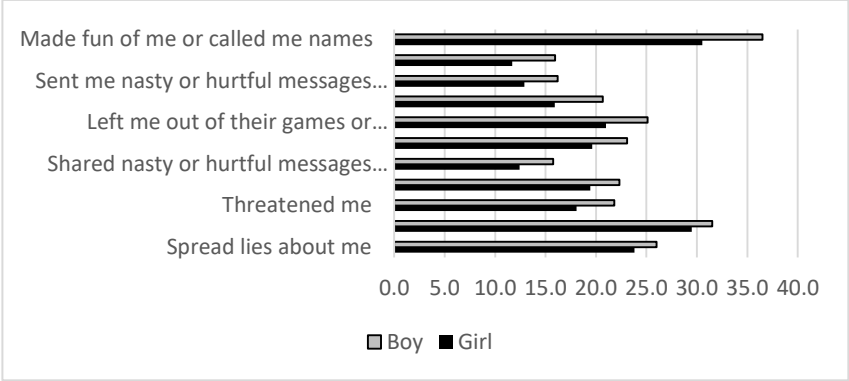 Made fun of me or called me names
Sent me nasty or hurtful messages...
Left me out of their games or...
Shared nasty or hurtful messages...
Threatened me
Spread lies about me
0.0 5.0 10.0 15.0 20.0 25.0 30.0 35.0 40.0
Boy Girl